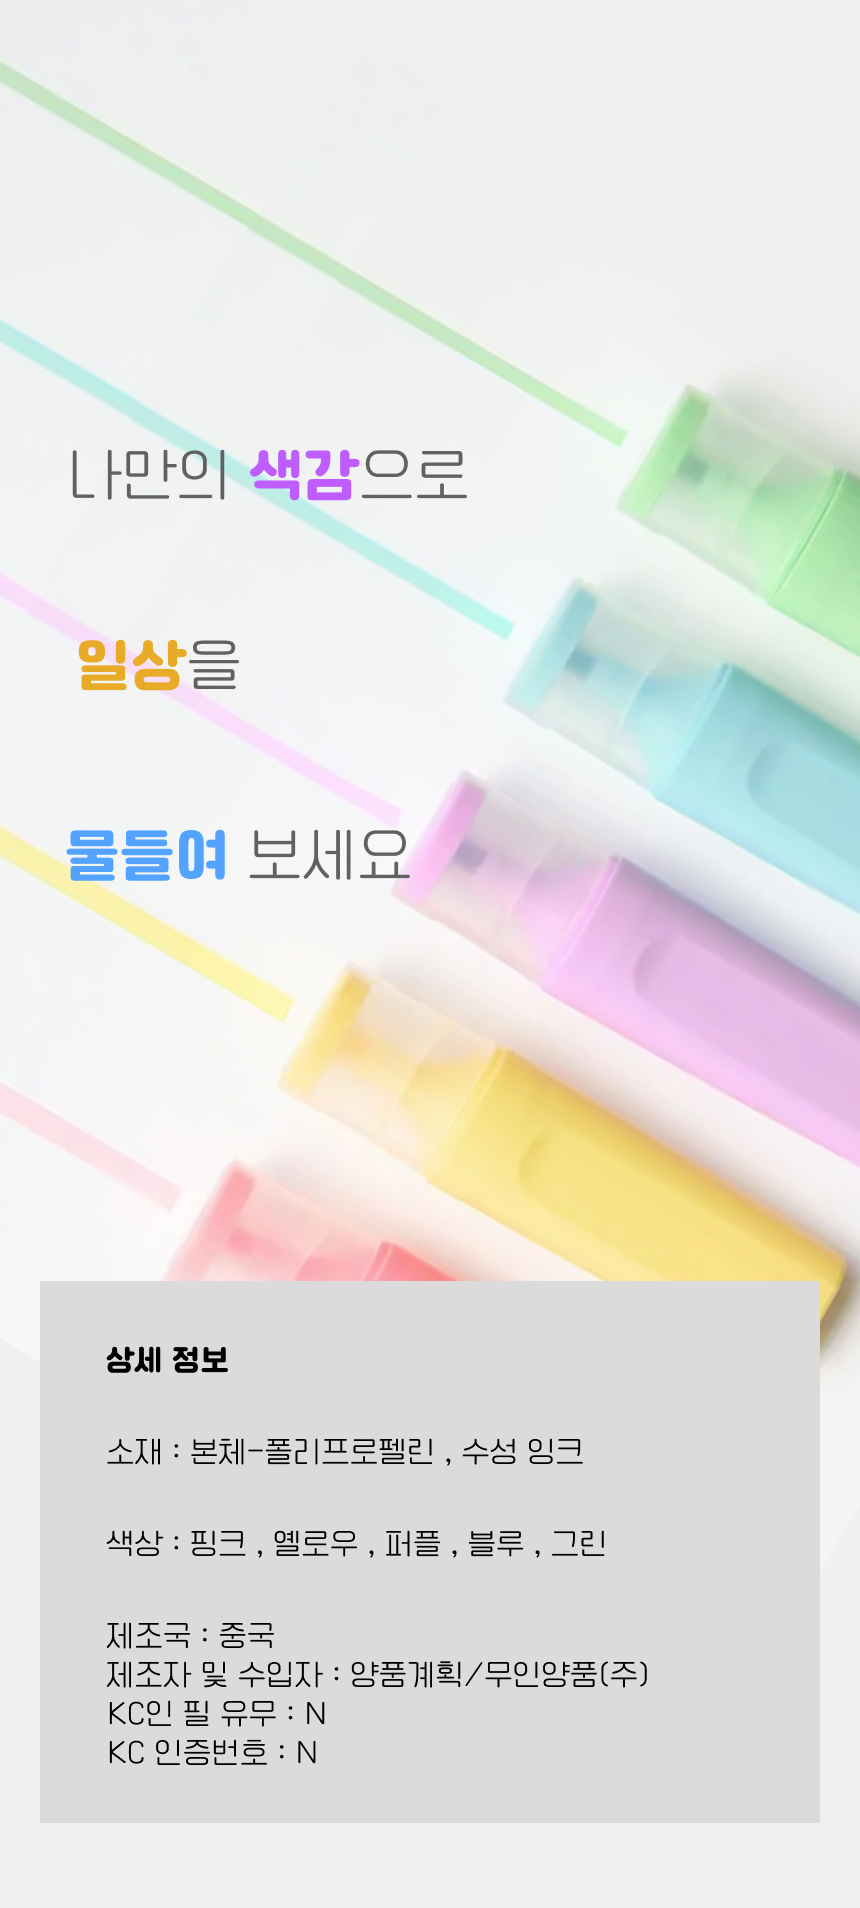 나만의 색감으로
일상을
물들여 보세요
상세 정보
소재 : 본체-폴리프로펠린 , 수성 잉크
색상 : 핑크 , 옐로우 , 퍼플 , 블루 , 그린
제조국 : 중국
제조자 및 수입자 : 양품계획/무인양품(주)
KC인 필 유무 : N
KC 인증번호 : N